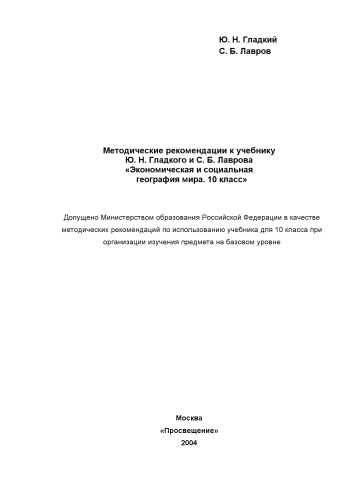 Ю. Н. Гладкий
С. Б. Лавров
Методические рекомендации к учебнику
Ю. Н. Гладкого и С. Б. Лаврова
«Экономическая и социальная
география мира. 10 класс»
Допущено Министерством образования Российской Федерации в качестве
методических рекомендаций по использованию учебника для 10 класса при
организации изучения предмета на базовом уровне
Москва
«Просвещение»
2004